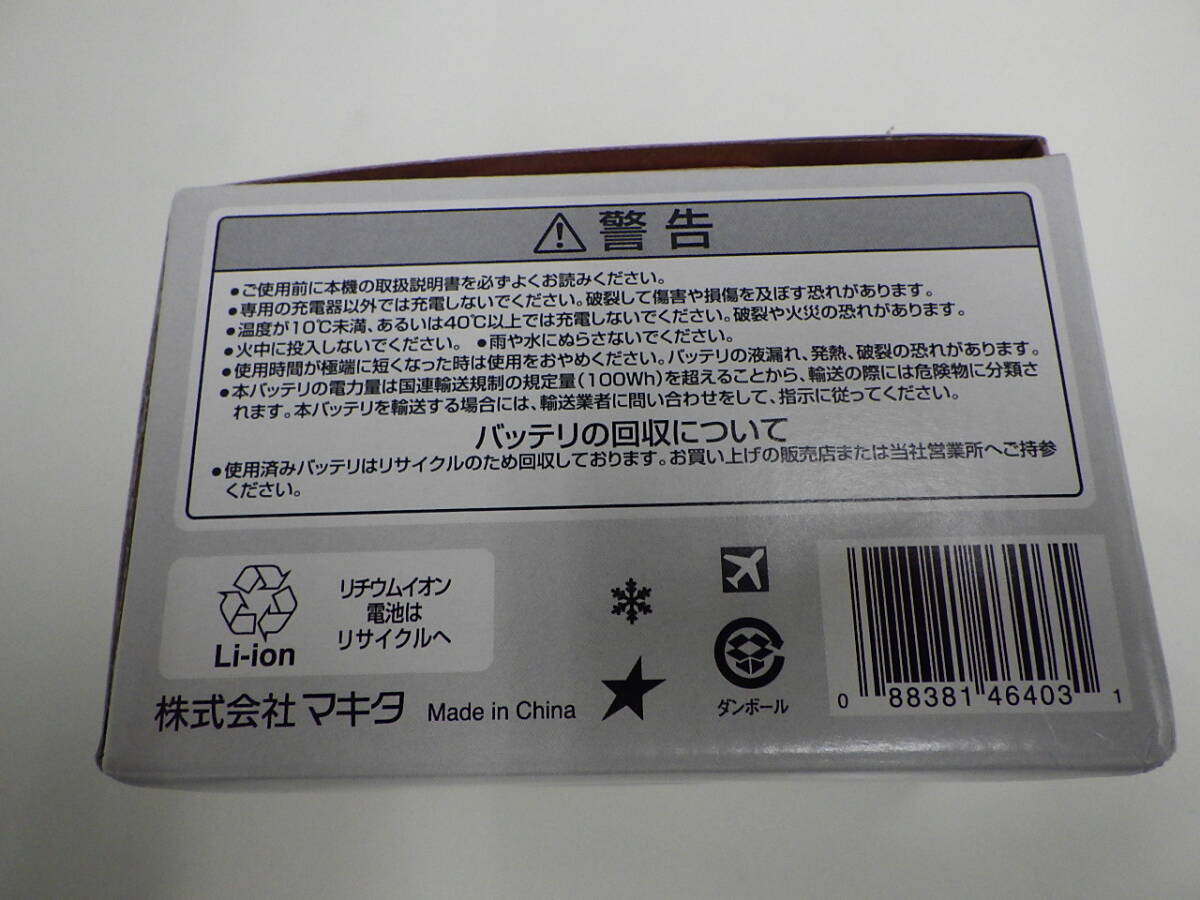 警告
●ご使用前に本機の取扱説明書を必ずよくお読みください。
●専用の充電器以外では充電しないでください。破裂して傷害や損傷を及ぼす恐れがあります。
●温度が10℃未満、あるいは40℃以上では充電しないでください。破裂や火災の恐れがあります。
●火中に投入しないでください。 ●雨や水にぬらさないでください。
●使用時間が極端に短くなった時は使用をおやめください。バッテリの液漏れ、発熱、破裂の恐れがあります。
●本バッテリの電力量は国連輸送規制の規定量(100Wh)を超えることから、輸送の際には危険物に分類さ
れます。本バッテリを輸送する場合には、輸送業者に問い合わせをして、指示に従ってください。
バッテリの回収について
●使用済みバッテリはリサイクルのため回収しております。お買い上げの販売店または当社営業所へご持参
ください。
リチウムイオン
電池は
リサイクルへ
Li-ion
株式会社マキタ Made in China
ダンボール
0 88381 46403 1